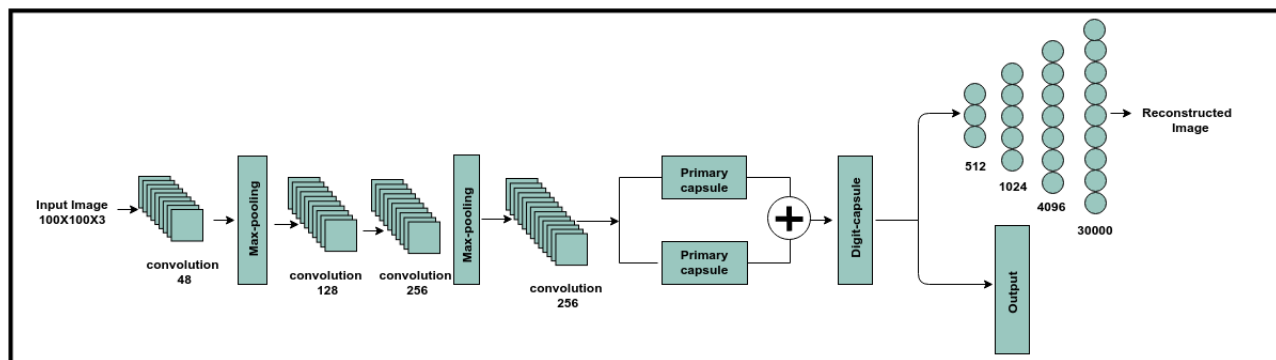 Input Image
100X100X3
convolution
48
Max-pooling
convolution
128
convolution
256
Max-pooling
convolution
256
Primary
capsule
Primary
capsule
+
Digit-capsule
512
1024
4096
30000
Reconstructed
Image
Output